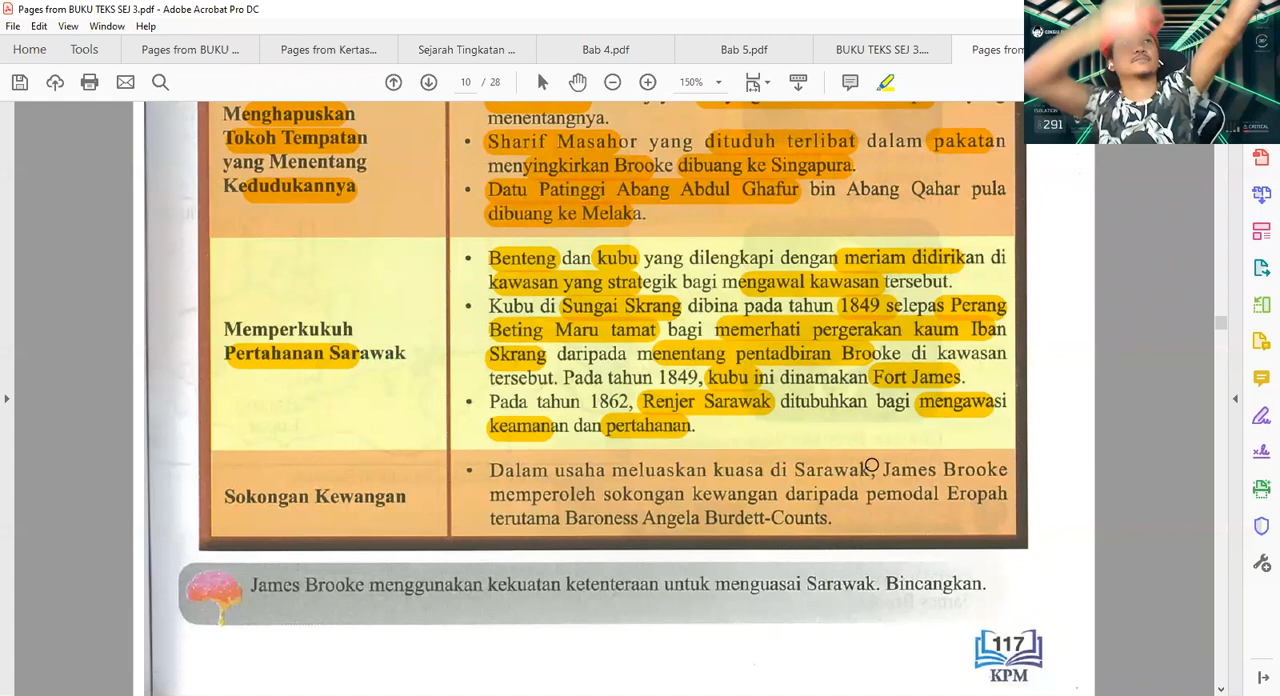 Pages from BUKU TEKS SEJ 3.pdf - Adobe Acrobat Pro DC
File Edit View Window Help
Home Tools Pages from BUKU ... Pages from Kertas... Sejarah Tingkatan ... Bab 4.pdf Bab 5.pdf BUKU TEKS SEJ 3.... Pages from
10 / 28 150%
291
CRITICAL
Menghapuskan
Tokoh Tempatan
yang Menentang
Kedudukannya
menentangnya.
• Sharif Masahor yang dituduh terlibat dalam pakatan
menyingkirkan Brooke dibuang ke Singapura.
• Datu Patinggi Abang Abdul Ghafur bin Abang Qahar pula
dibuang ke Melaka.
Memperkukuh
Pertahanan Sarawak
• Benteng dan kubu yang dilengkapi dengan meriam didirikan di
kawasan yang strategik bagi mengawal kawasan tersebut.
• Kubu di Sungai Skrang dibina pada tahun 1849 selepas Perang
Beting Maru tamat bagi memerhati pergerakan kaum Iban
Skrang daripada menentang pentadbiran Brooke di kawasan
tersebut. Pada tahun 1849, kubu ini dinamakan Fort James.
• Pada tahun 1862, Renjer Sarawak ditubuhkan bagi mengawasi
keamanan dan pertahanan.
Sokongan Kewangan
• Dalam usaha meluaskan kuasa di Sarawak, James Brooke
memperoleh sokongan kewangan daripada pemodal Eropah
terutama Baroness Angela Burdett-Counts.
James Brooke menggunakan kekuatan ketenteraan untuk menguasai Sarawak. Bincangkan.
117
KPM